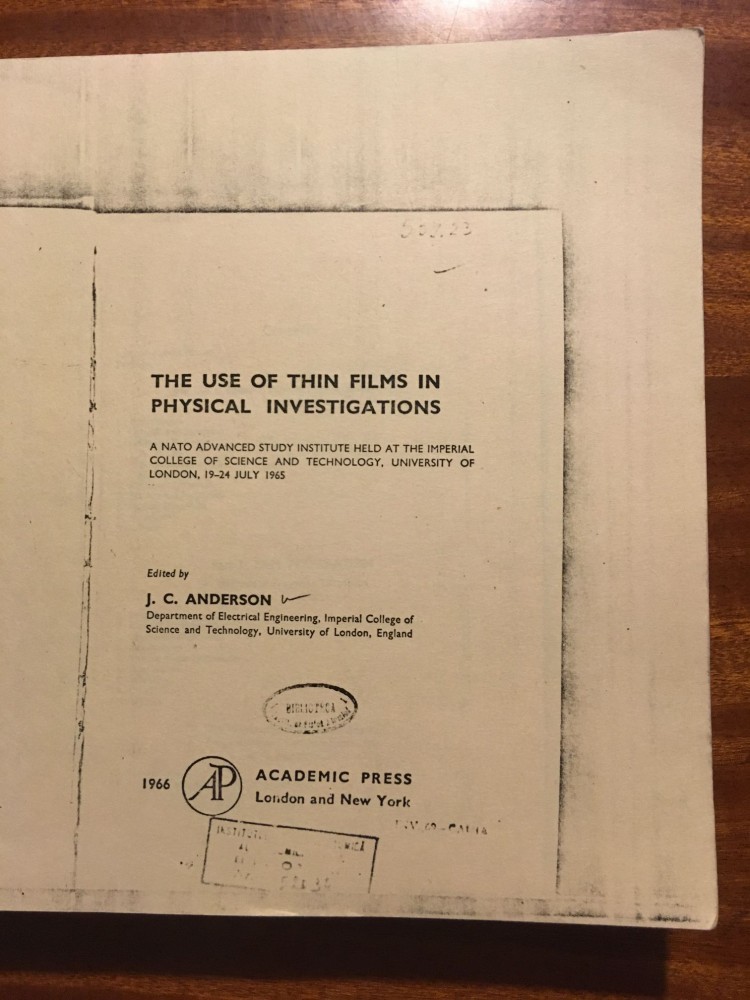 THE USE OF THIN FILMS IN
PHYSICAL INVESTIGATIONS
A NATO ADVANCED STUDY INSTITUTE HELD AT THE IMPERIAL
COLLEGE OF SCIENCE AND TECHNOLOGY, UNIVERSITY OF
LONDON, 19–24 JULY 1965
Edited by
J. C. ANDERSON
Department of Electrical Engineering, Imperial College of
Science and Technology, University of London, England
BIBLIOTECA
1966
AP
ACADEMIC PRESS
London and New York